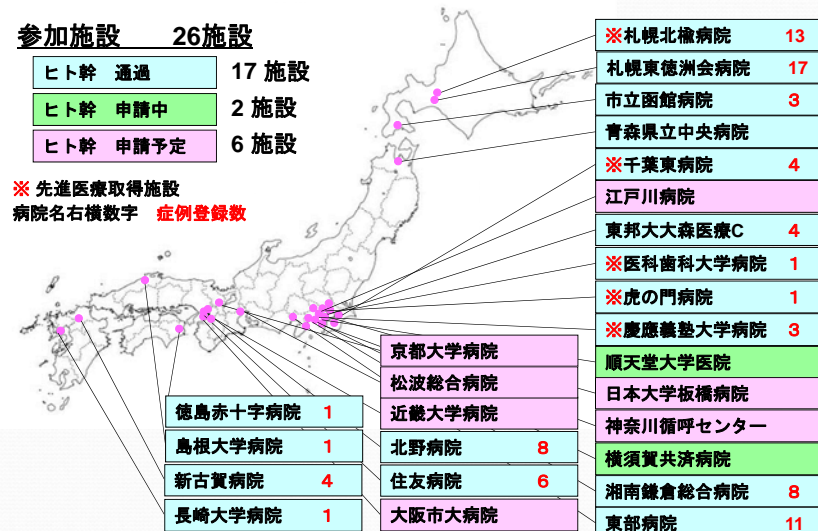 参加施設 26施設
ヒト幹 通過 17 施設
ヒト幹 申請中 2 施設
ヒト幹 申請予定 6 施設
※ 先進医療取得施設
病院名右横数字 症例登録数
※札幌北楡病院 13
札幌東徳洲会病院 17
市立函館病院 3
青森県立中央病院
※千葉東病院 4
江戸川病院
東邦大大森医療C 4
※医科歯科大学病院 1
※虎の門病院 1
※慶應義塾大学病院 3
順天堂大学医院
日本大学板橋病院
神奈川循呼センター
横須賀共済病院
湘南鎌倉総合病院 8
東部病院 11
京都大学病院
松波総合病院
近畿大学病院
北野病院 8
住友病院 6
大阪市大病院
徳島赤十字病院 1
島根大学病院 1
新古賀病院 4
長崎大学病院 1